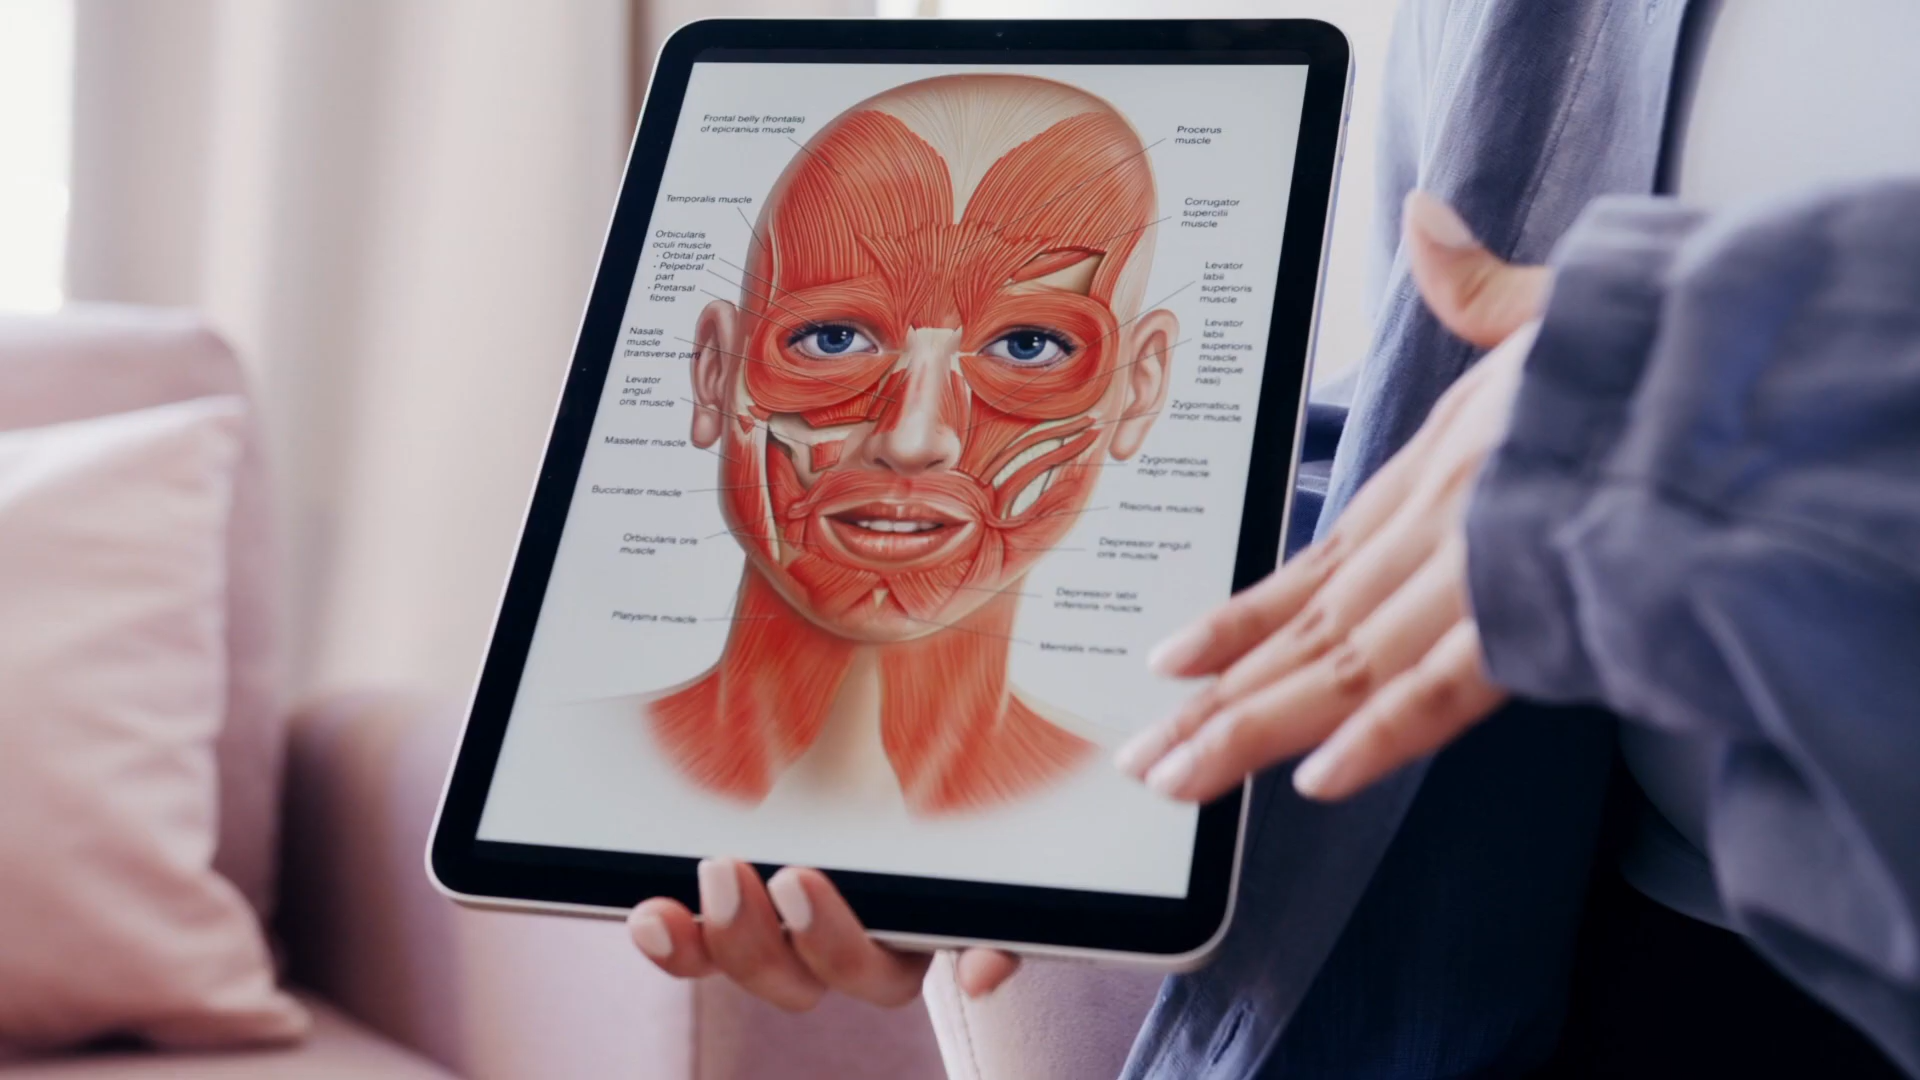 Frontal belly (frontalis)
of epicranius muscle
Temporalis muscle
Orbicularis
oculi muscle
- Orbital part
- Pelpebral
part
- Pretarsal
fibres
Nasalis
muscle
(transverse part)
Levator
anguli
oris muscle
Masseter muscle
Buccinator muscle
Orbicularis oris
muscle
Platysma muscle
Procerus
muscle
Corrugator
supercilii
muscle
Levator
labii
superioris
muscle
Levator
labii
superioris
muscle
(alaeque
nasi)
Zygomaticus
minor muscle
Zygomaticus
major muscle
Risorius muscle
Depressor anguli
oris muscle
Depressor labii
inferioris muscle
Mentalis muscle